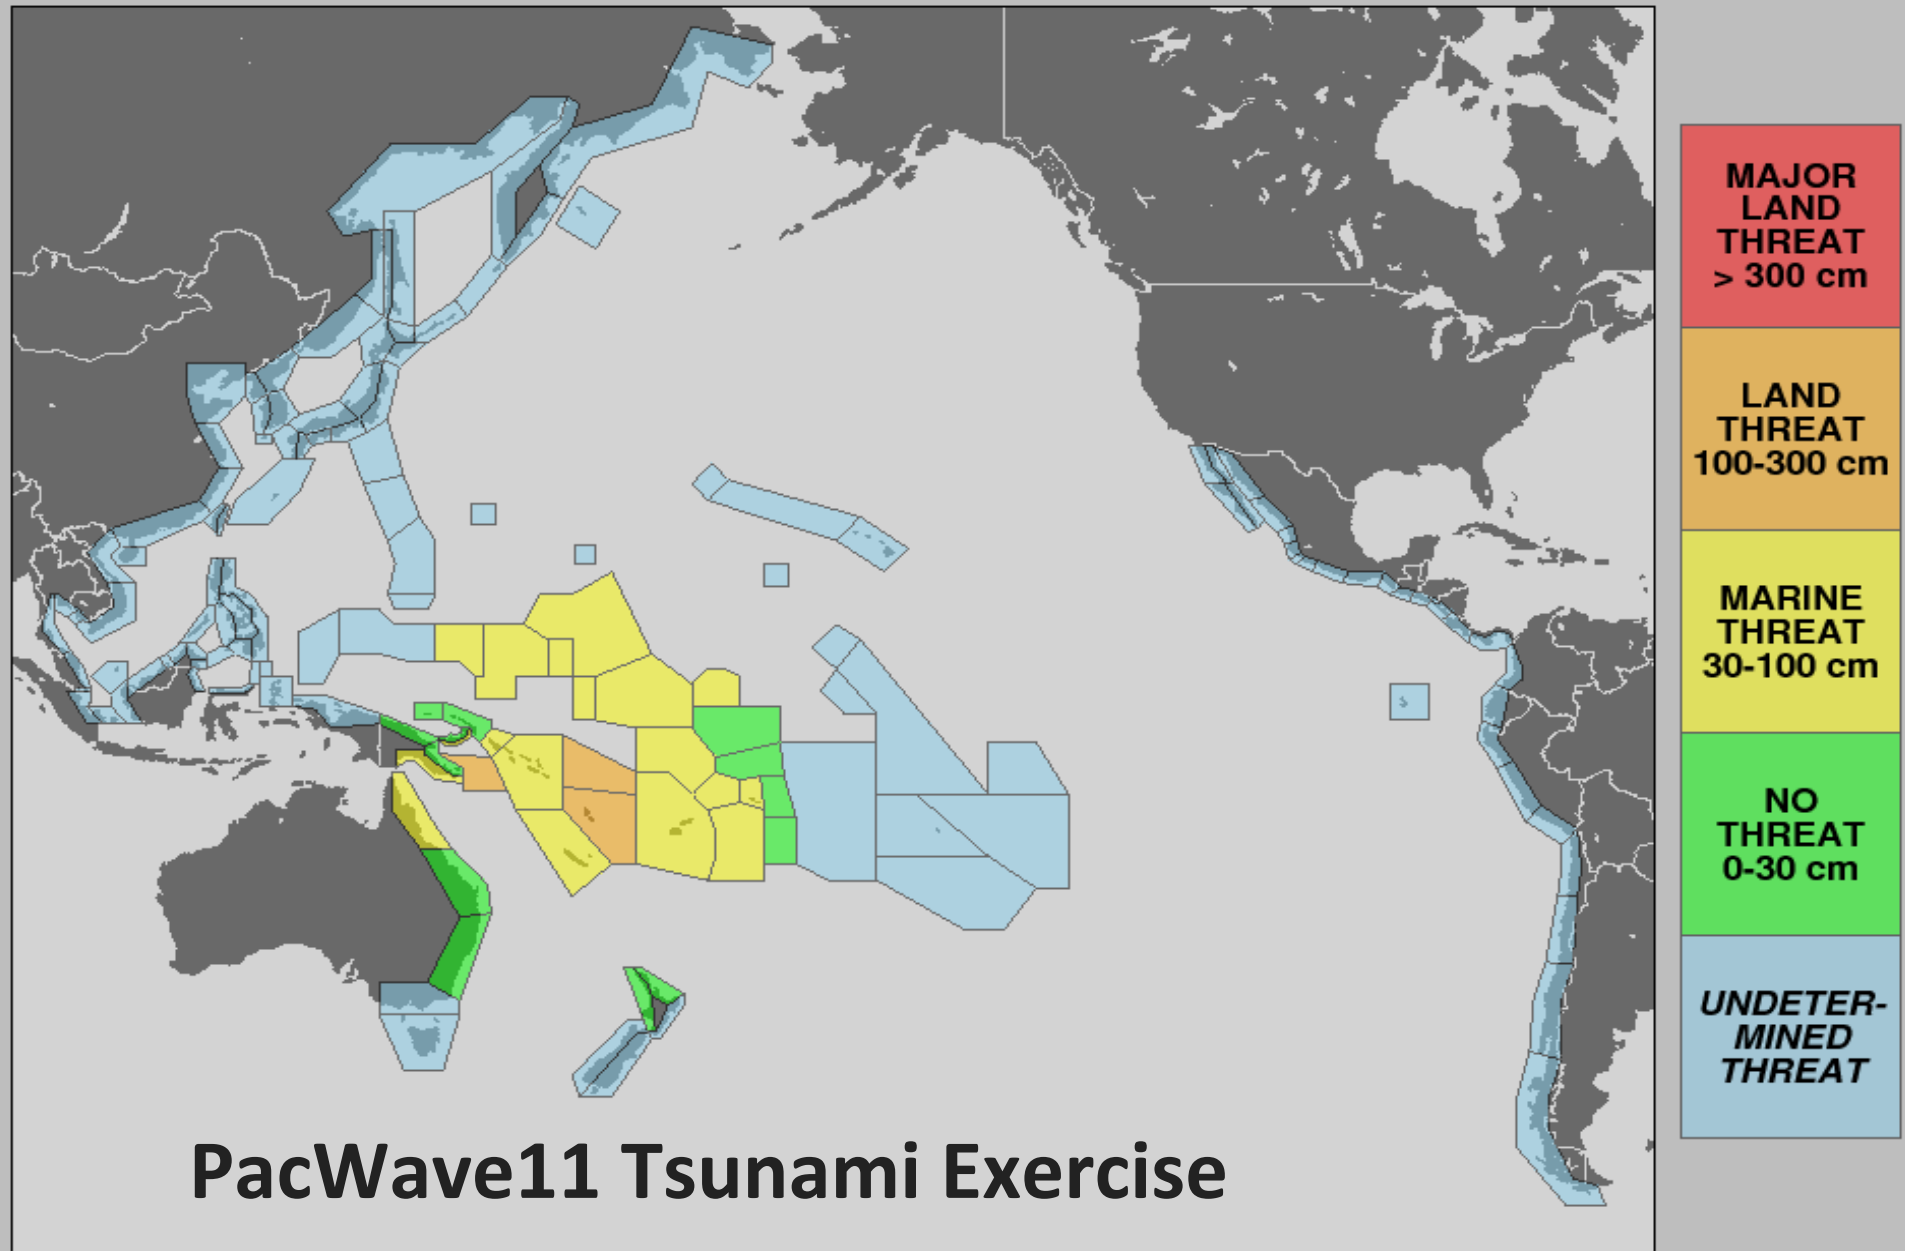 MAJOR
LAND
THREAT
> 300 cm
LAND
THREAT
100-300 cm
MARINE
THREAT
30-100 cm
NO
THREAT
0-30 cm
UNDETER-
MINED
THREAT
PacWave11 Tsunami Exercise